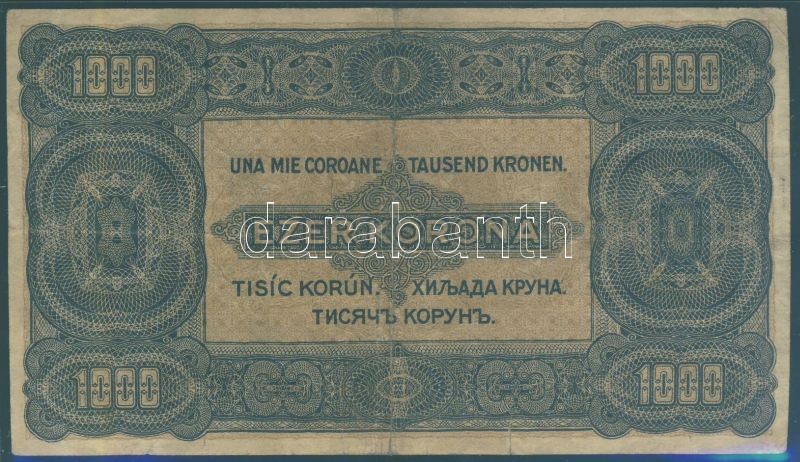 1000 1000
UNA MIE COROANE TAUSEND KRONEN.
EZER KORONA
darabanth
TISÍC KORÚN. ХИЉАДА КРУНА.
ТИСЯЧЪ КОРУНЪ.
1000 1000